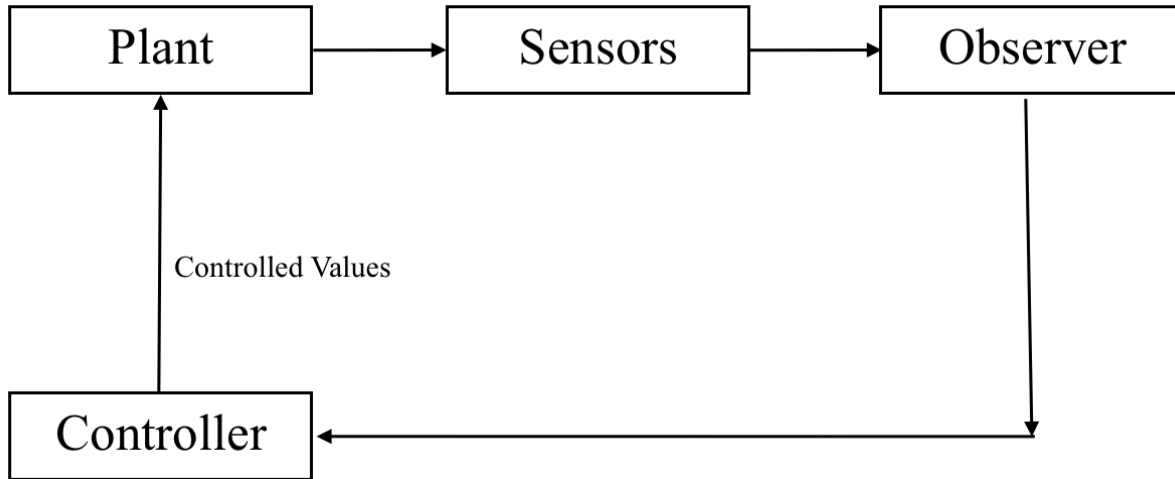 Plant
Sensors
Observer
Controlled Values
Controller